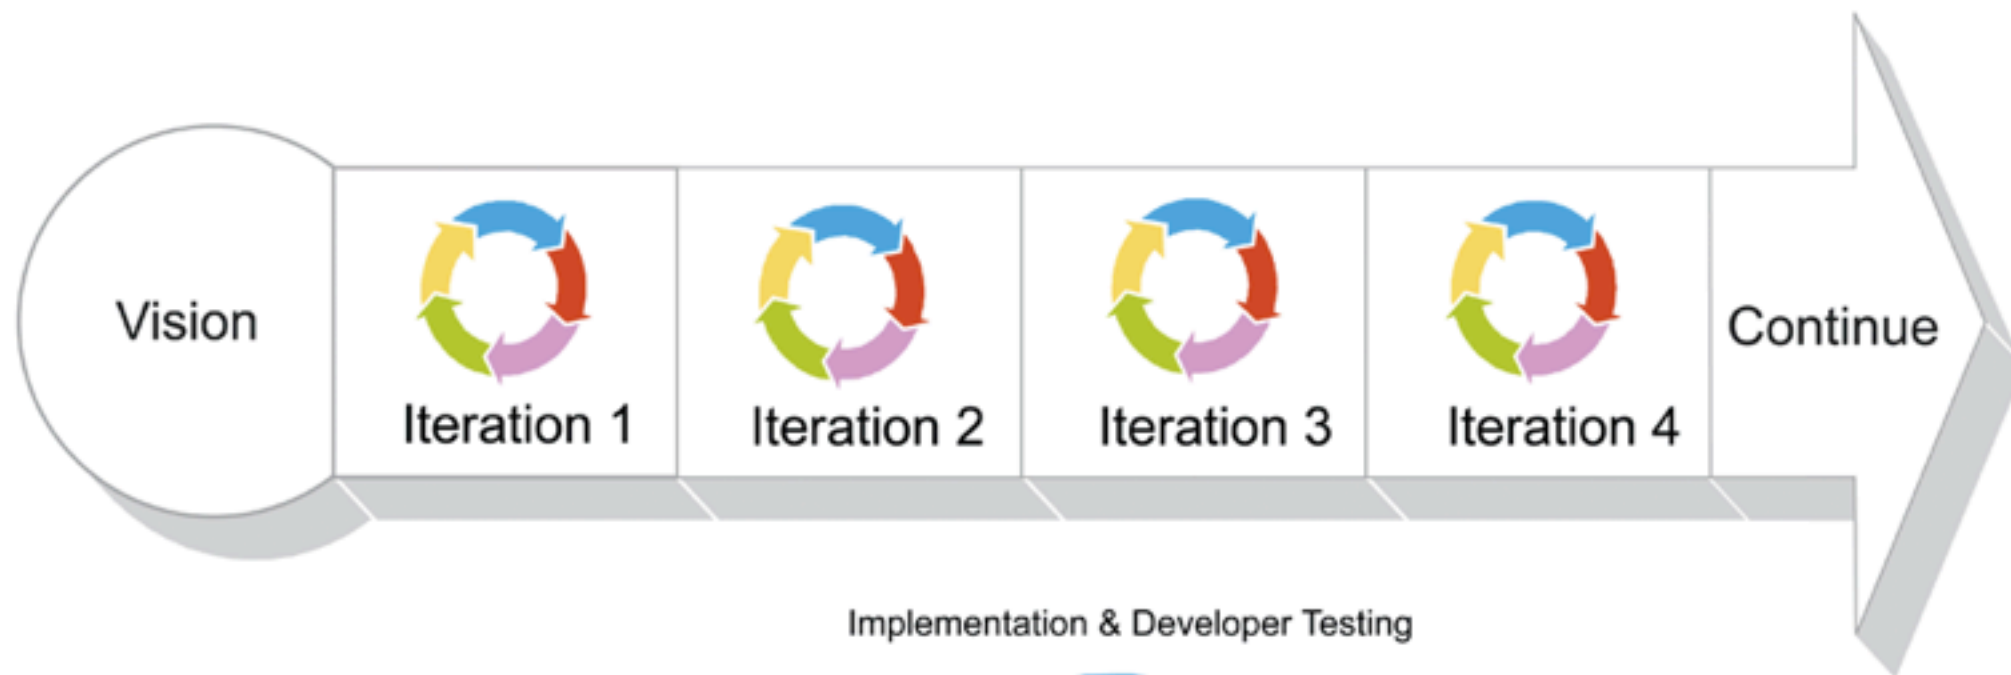 Vision
Iteration 1
Iteration 2
Iteration 3
Iteration 4
Continue
Implementation & Developer Testing